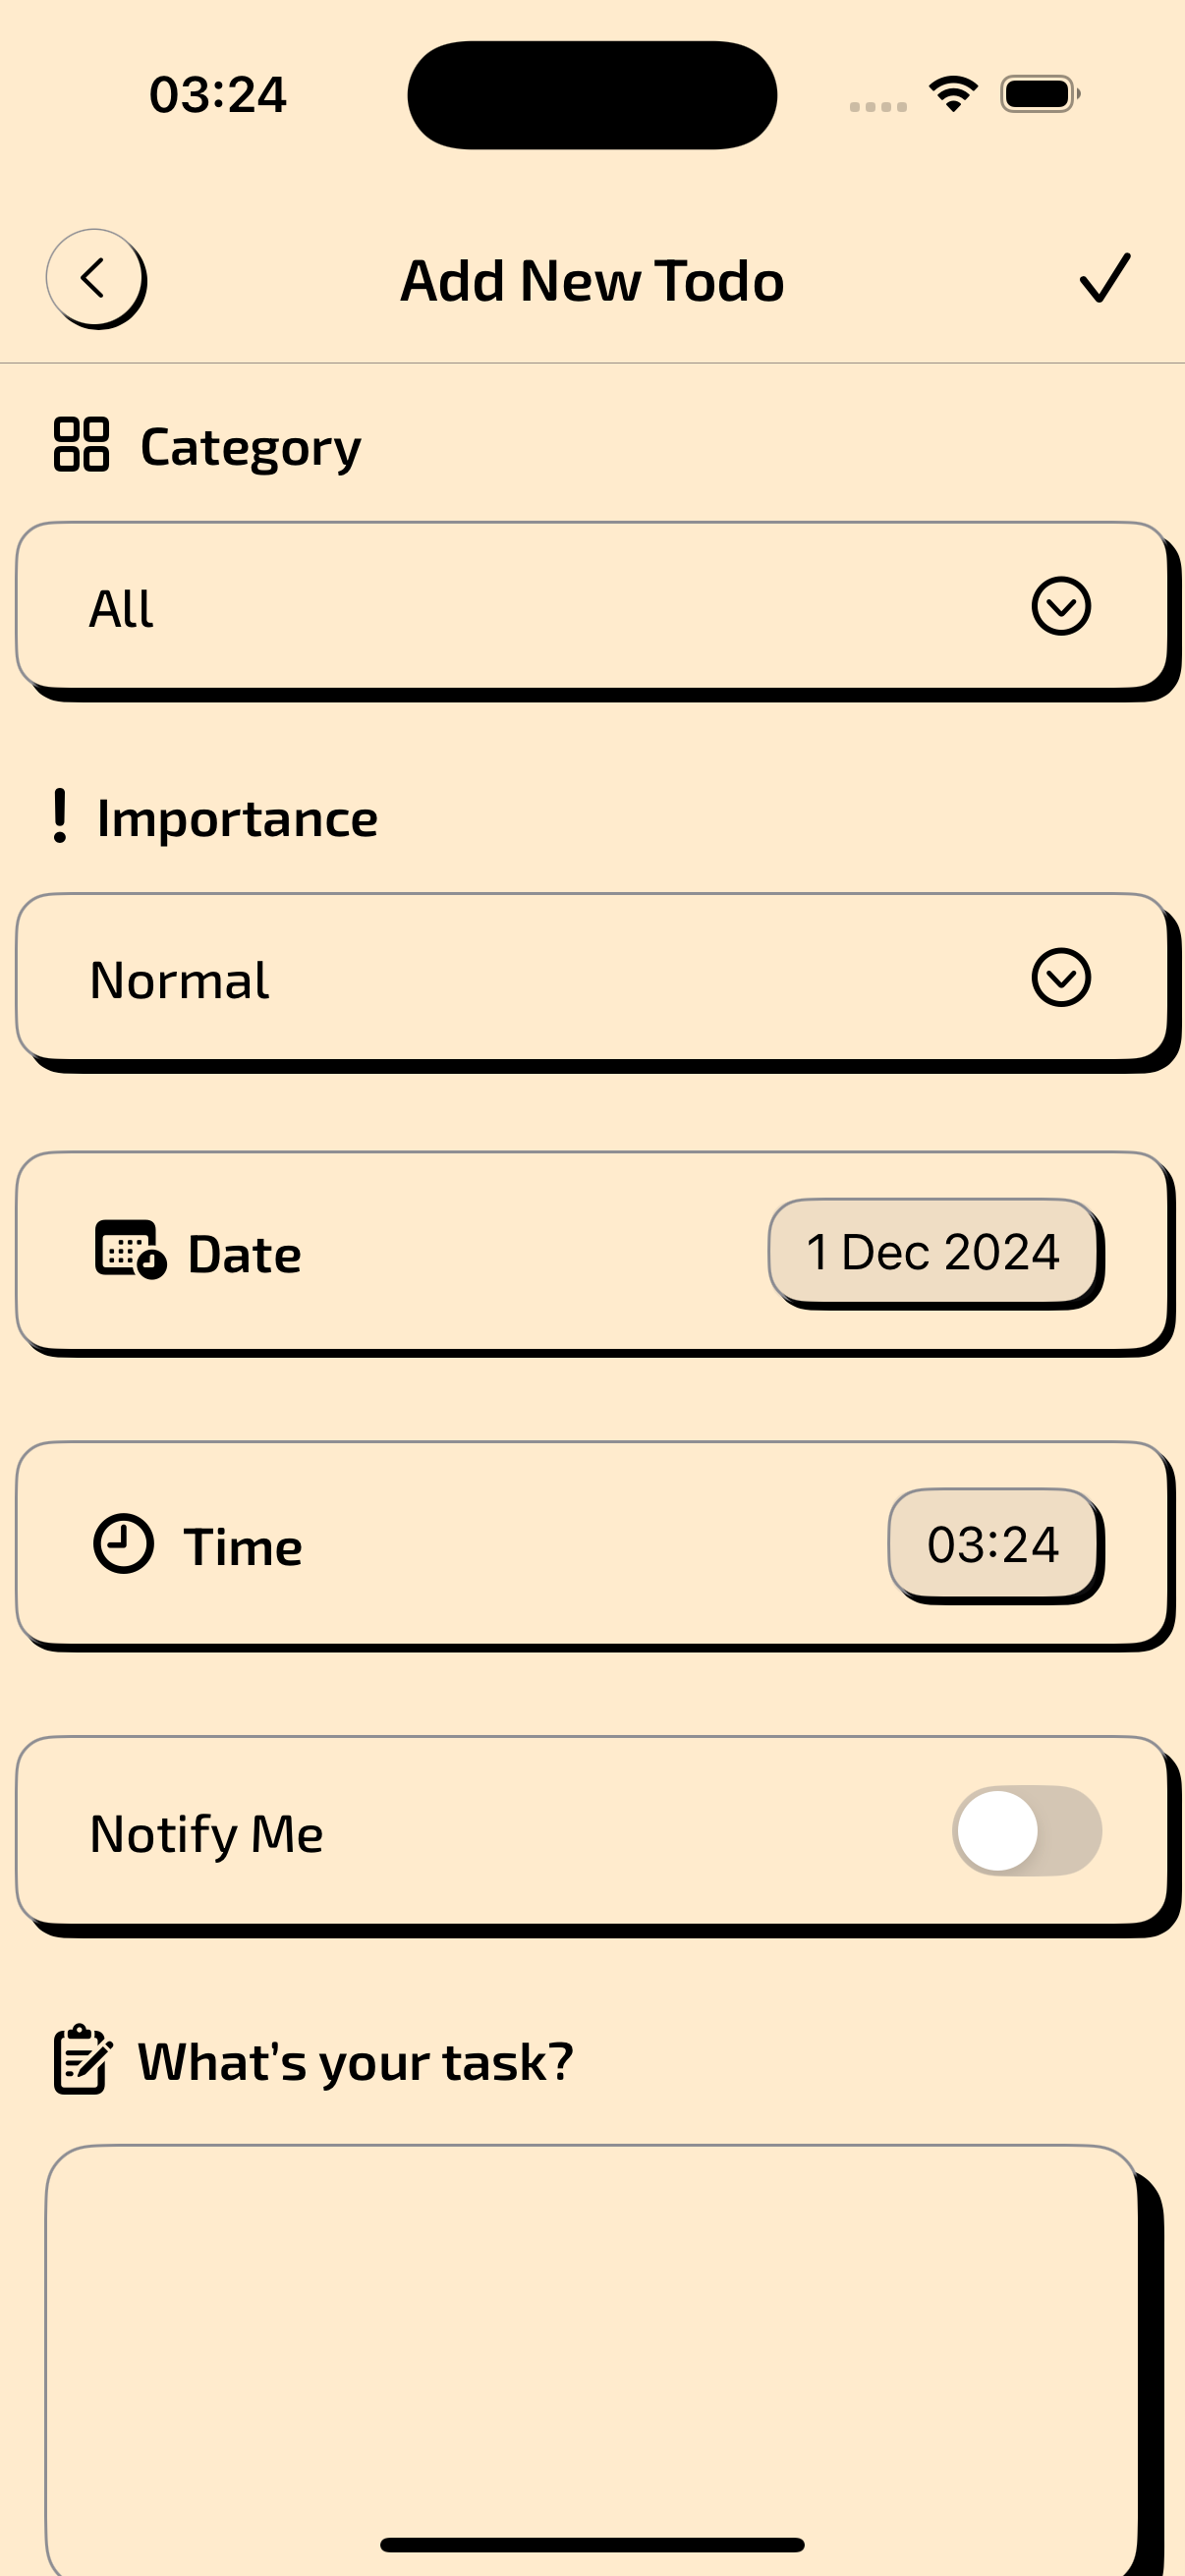 03:24
Add New Todo
Category
All
Importance
Normal
Date
1 Dec 2024
Time
03:24
Notify Me
What’s your task?